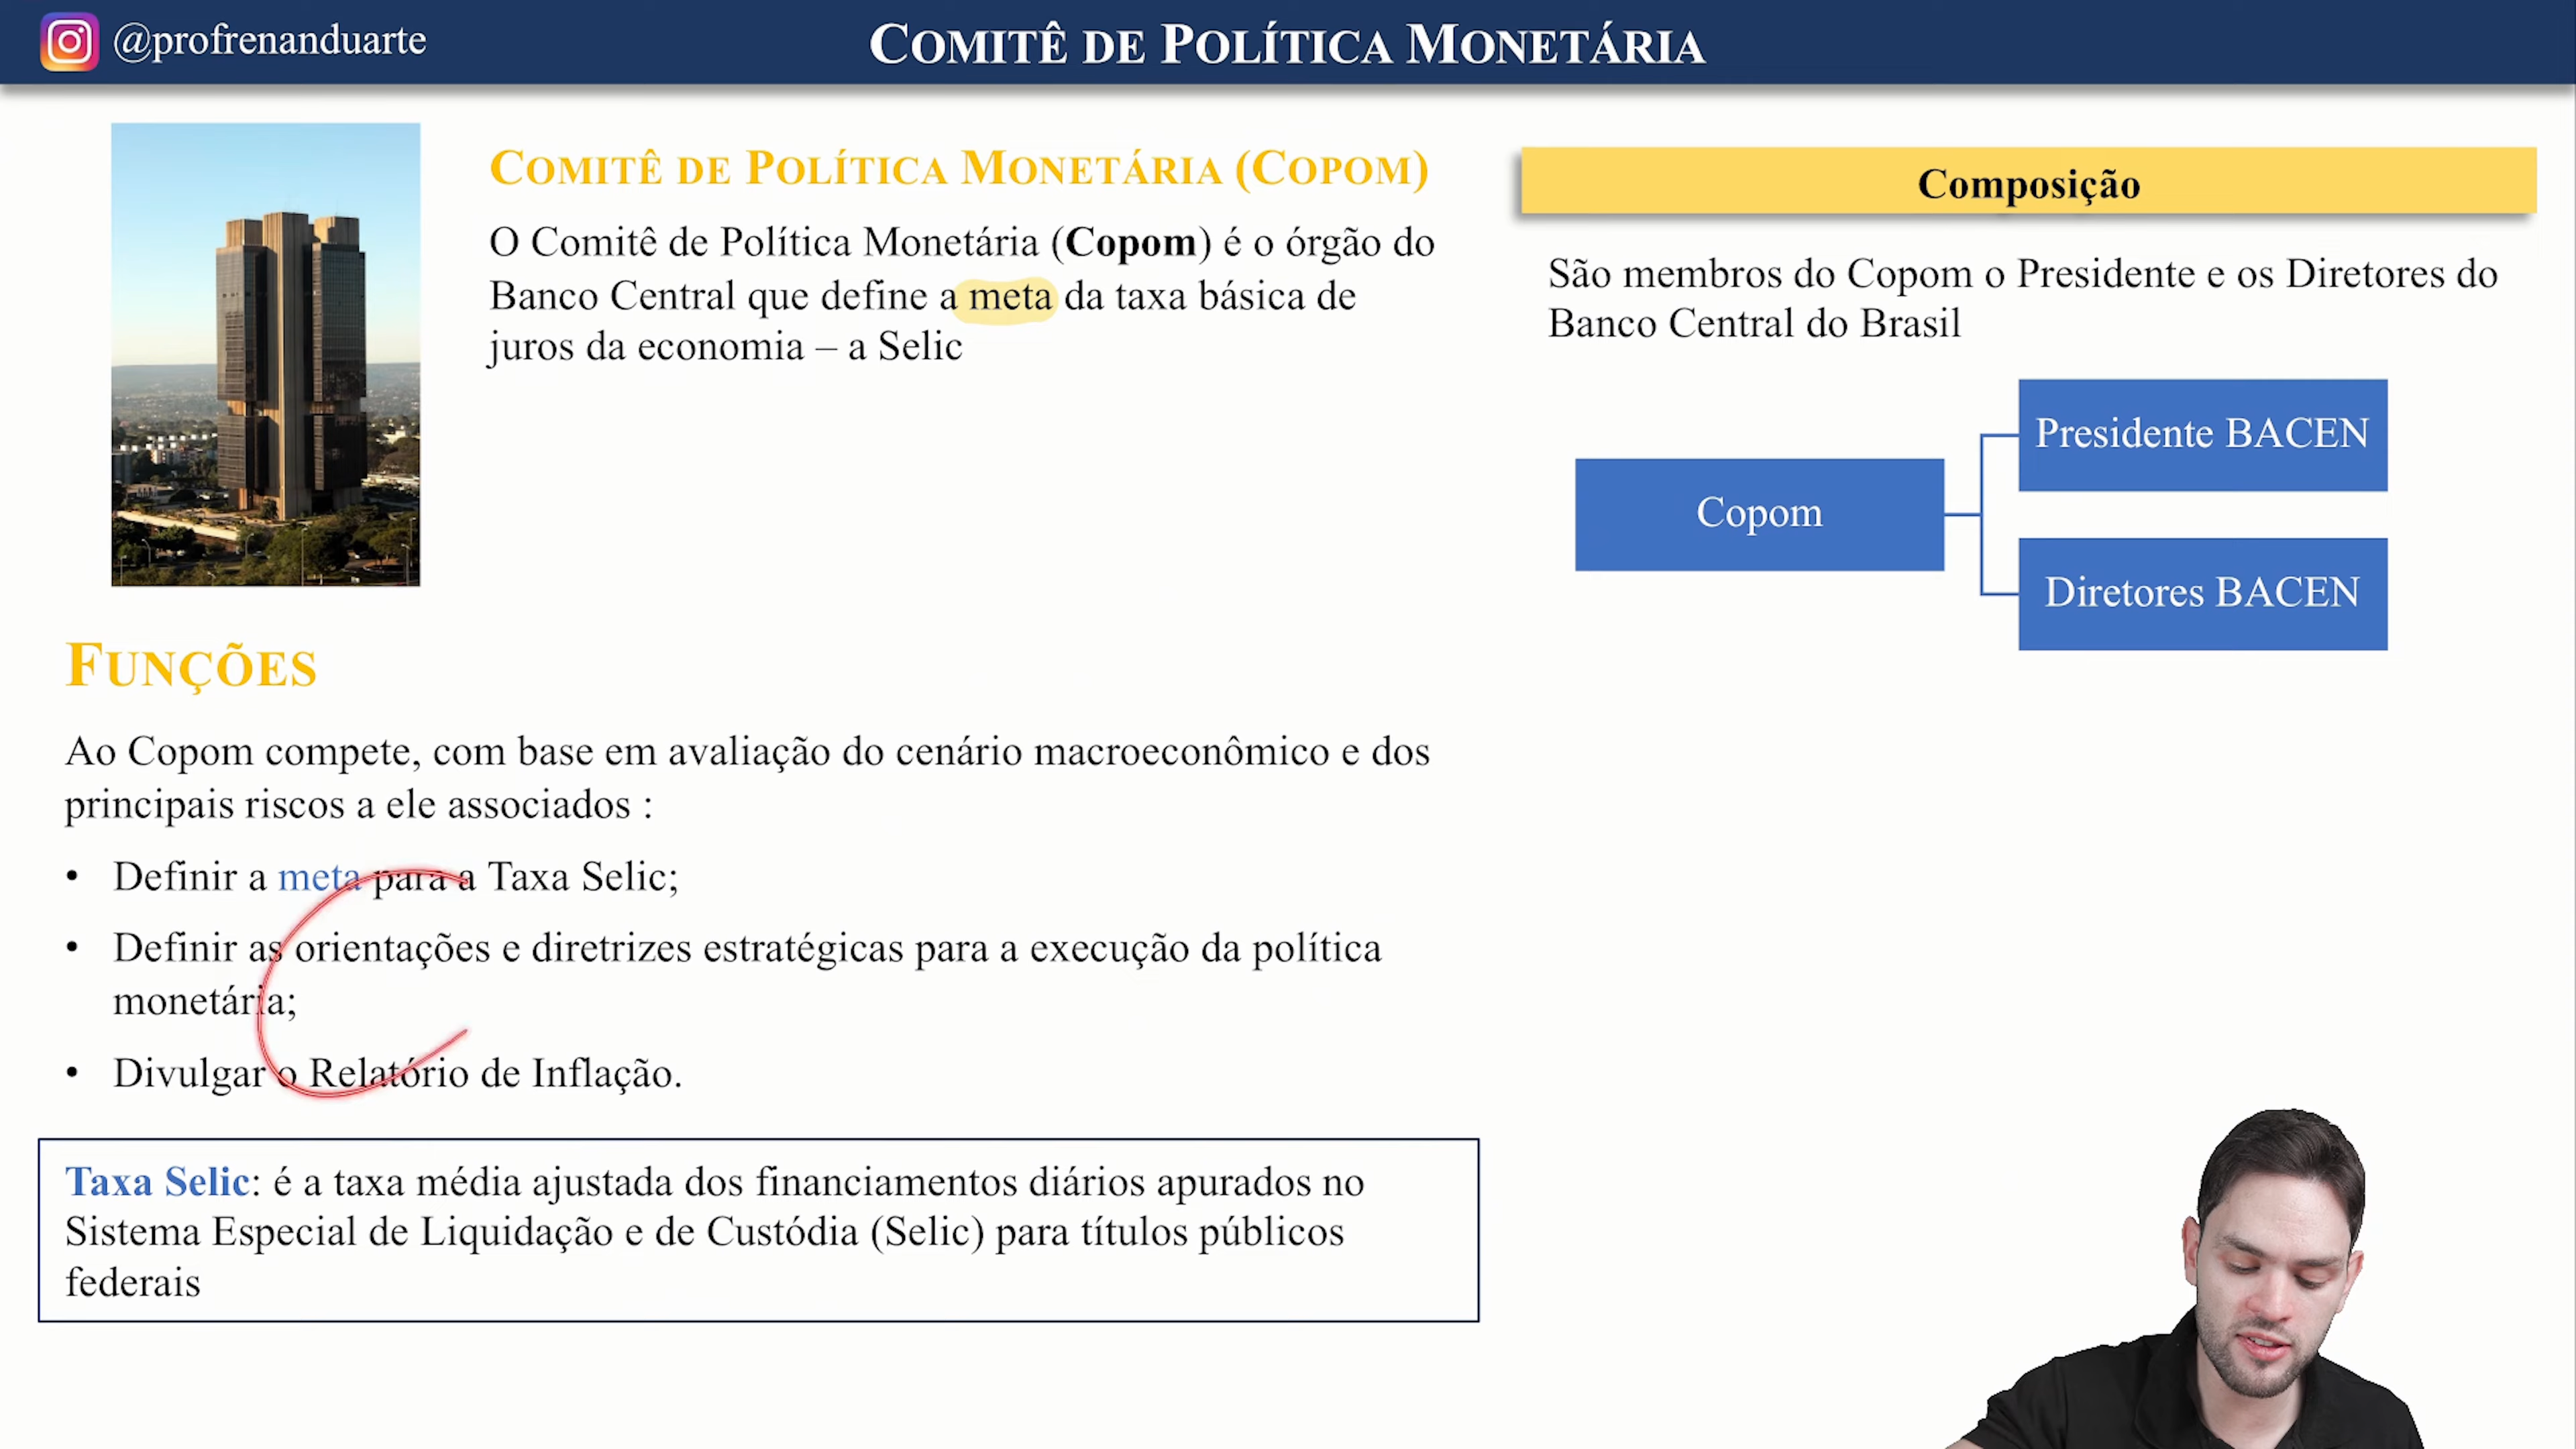 @profrenanduarte
COMITÊ DE POLÍTICA MONETÁRIA
COMITÊ DE POLÍTICA MONETÁRIA (COPOM)
O Comitê de Política Monetária (Copom) é o órgão do
Banco Central que define a meta da taxa básica de
juros da economia – a Selic
Composição
São membros do Copom o Presidente e os Diretores do
Banco Central do Brasil
Copom
Presidente BACEN
Diretores BACEN
FUNÇÕES
Ao Copom compete, com base em avaliação do cenário macroeconômico e dos
principais riscos a ele associados :
• Definir a meta para a Taxa Selic;
• Definir as orientações e diretrizes estratégicas para a execução da política
monetária;
• Divulgar o Relatório de Inflação.
Taxa Selic: é a taxa média ajustada dos financiamentos diários apurados no
Sistema Especial de Liquidação e de Custódia (Selic) para títulos públicos
federais